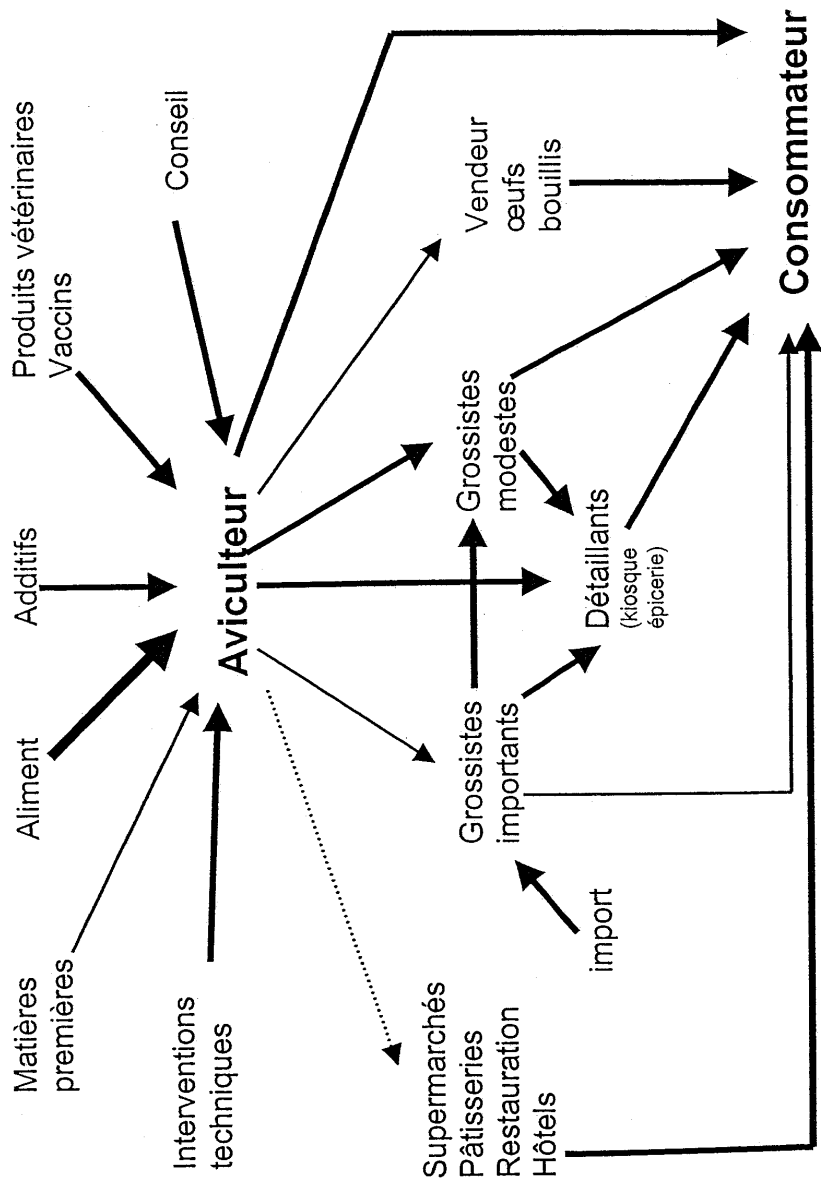 Matières
premières
Aliment
Additifs
Produits vétérinaires
Vaccins
Interventions
techniques
Conseil
Aviculteur
Supermarchés
Pâtisseries
Restauration
Hôtels
Grossistes
importants
Grossistes
modestes
Vendeur
œufs
bouillis
import
Détaillants
(kiosque
épicerie)
Consommateur